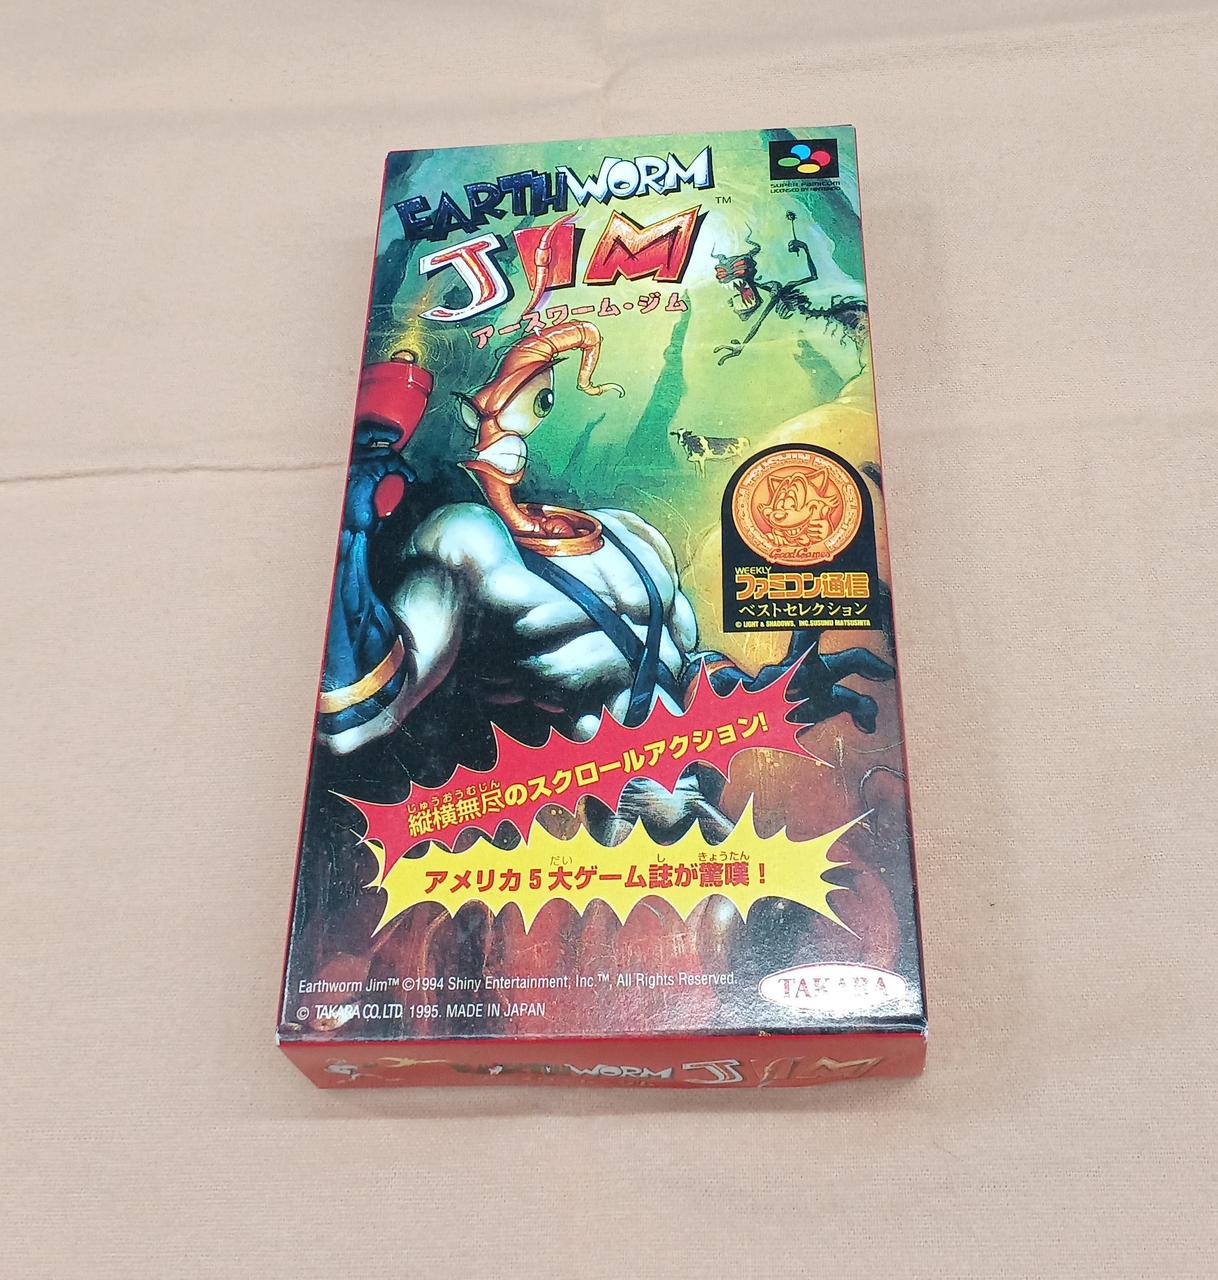 EARTHWORM
JIM™
アースワーム・ジム
SUPER FAMICOM
LICENSED BY NINTENDO
Good Games
WEEKLY
ファミコン通信
ベストセレクション
© LIGHT & SHADOWS, INC. SUSUMU MATSUSHITA
じゅうおうむじん
縦横無尽のスクロールアクション!
だい し きょうたん
アメリカ5大ゲーム誌が驚嘆!
Earthworm Jim™ ©1994 Shiny Entertainment, Inc.™, All Rights Reserved.
© TAKARA CO,LTD. 1995. MADE IN JAPAN
TAKARA
EARTHWORM JIM